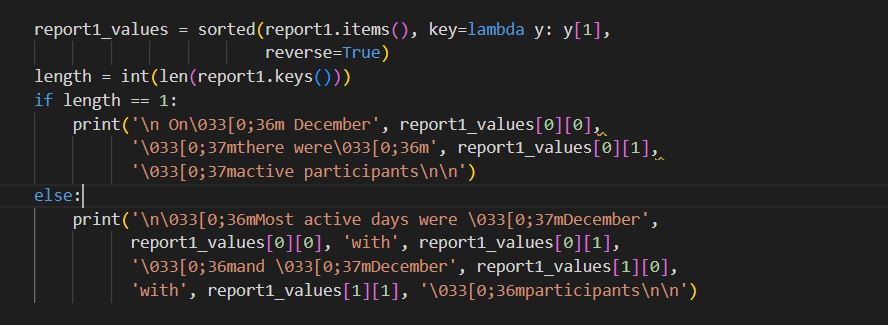 report1_values = sorted(report1.items(), key=lambda y: y[1],
reverse=True)
length = int(len(report1.keys()))
if length == 1:
print('\n On\033[0;36m December', report1_values[0][0],
'\033[0;37mthere were\033[0;36m', report1_values[0][1],
'\033[0;37mactive participants\n\n')
else:
print('\n\033[0;36mMost active days were \033[0;37mDecember',
report1_values[0][0], 'with', report1_values[0][1],
'\033[0;36mand \033[0;37mDecember', report1_values[1][0],
'with', report1_values[1][1], '\033[0;36mparticipants\n\n')